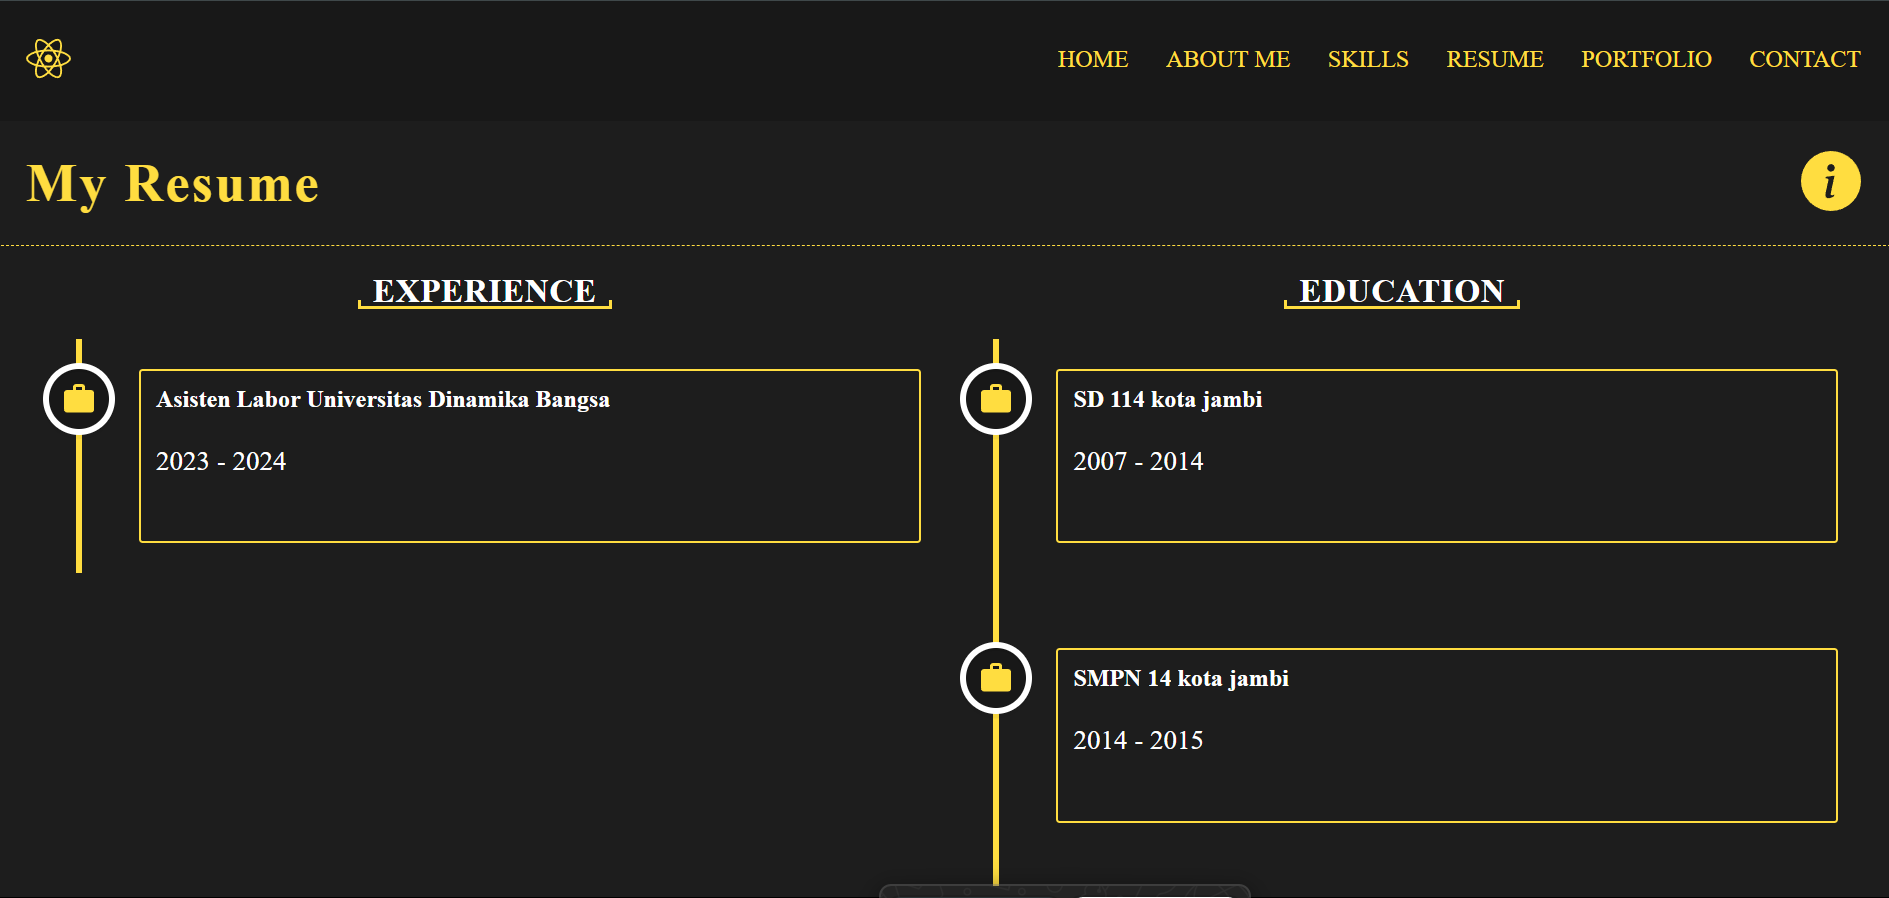 HOME ABOUT ME SKILLS RESUME PORTFOLIO CONTACT
My Resume
i
EXPERIENCE
Asisten Labor Universitas Dinamika Bangsa
2023 - 2024
EDUCATION
SD 114 kota jambi
2007 - 2014
SMPN 14 kota jambi
2014 - 2015